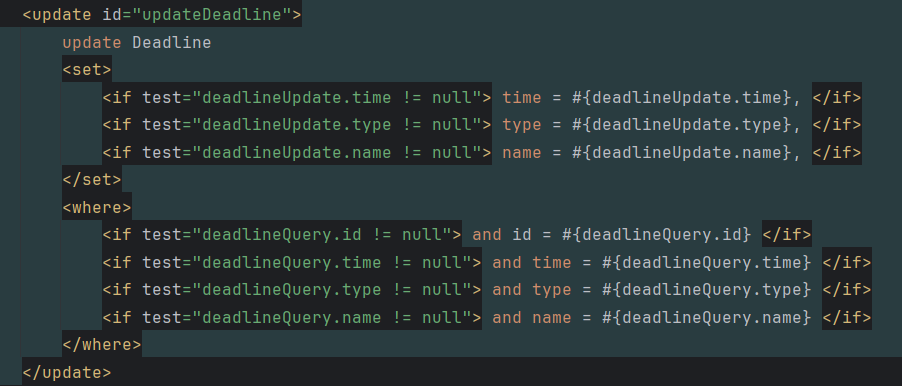 <update id="updateDeadline">
update Deadline
<set>
<if test="deadlineUpdate.time != null"> time = #{deadlineUpdate.time}, </if>
<if test="deadlineUpdate.type != null"> type = #{deadlineUpdate.type}, </if>
<if test="deadlineUpdate.name != null"> name = #{deadlineUpdate.name}, </if>
</set>
<where>
<if test="deadlineQuery.id != null"> and id = #{deadlineQuery.id} </if>
<if test="deadlineQuery.time != null"> and time = #{deadlineQuery.time} </if>
<if test="deadlineQuery.type != null"> and type = #{deadlineQuery.type} </if>
<if test="deadlineQuery.name != null"> and name = #{deadlineQuery.name} </if>
</where>
</update>